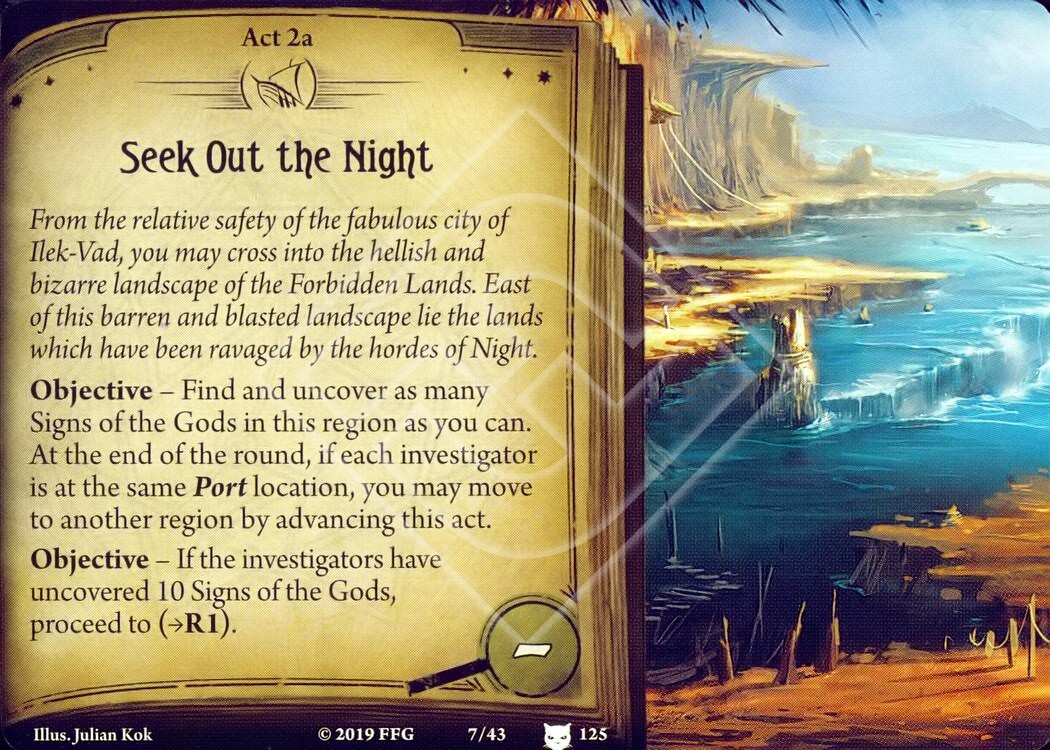 Act 2a
Seek Out the Night
From the relative safety of the fabulous city of
Ilek-Vad, you may cross into the hellish and
bizarre landscape of the Forbidden Lands. East
of this barren and blasted landscape lie the lands
which have been ravaged by the hordes of Night.
Objective – Find and uncover as many
Signs of the Gods in this region as you can.
At the end of the round, if each investigator
is at the same Port location, you may move
to another region by advancing this act.
Objective – If the investigators have
uncovered 10 Signs of the Gods,
proceed to (→R1).
-
Illus. Julian Kok © 2019 FFG 7/43 125